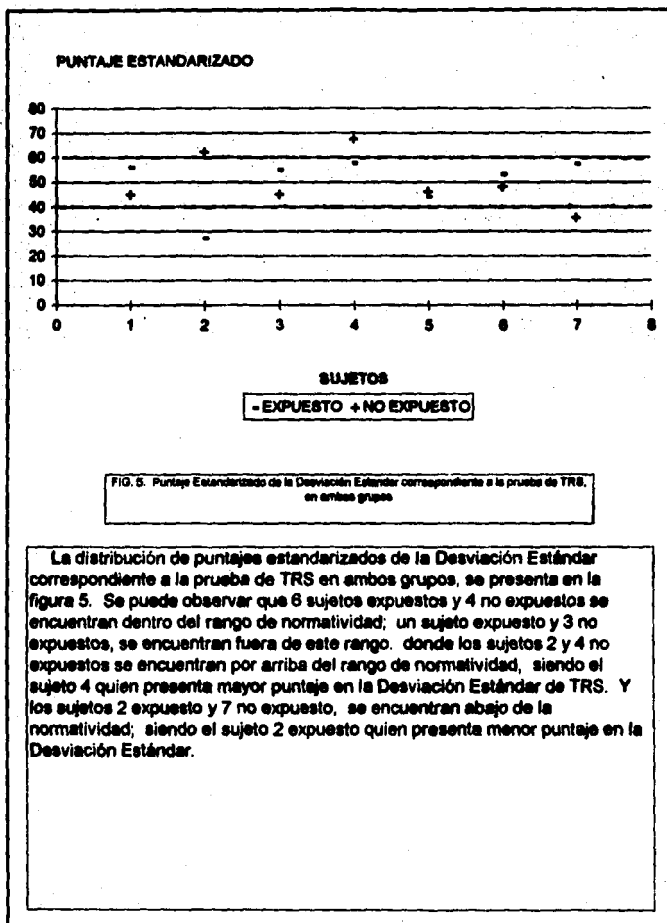 PUNTAJE ESTANDARIZADO
80
70
60
50
40
30
20
10
0
0 1 2 3 4 5 6 7 8
SUJETOS
- EXPUESTO + NO EXPUESTO
FIG. 5. Puntaje Estandarizado de la Desviación Estandar correspondiente a la prueba de TRS,
en ambos grupos
La distribución de puntajes estandarizados de la Desviación Estándar
correspondiente a la prueba de TRS en ambos grupos, se presenta en la
figura 5. Se puede observar que 6 sujetos expuestos y 4 no expuestos se
encuentran dentro del rango de normatividad; un sujeto expuesto y 3 no
expuestos, se encuentran fuera de este rango. donde los sujetos 2 y 4 no
expuestos se encuentran por arriba del rango de normatividad, siendo el
sujeto 4 quien presenta mayor puntaje en la Desviación Estándar de TRS. Y
los sujetos 2 expuesto y 7 no expuesto, se encuentran abajo de la
normatividad; siendo el sujeto 2 expuesto quien presenta menor puntaje en la
Desviación Estándar.